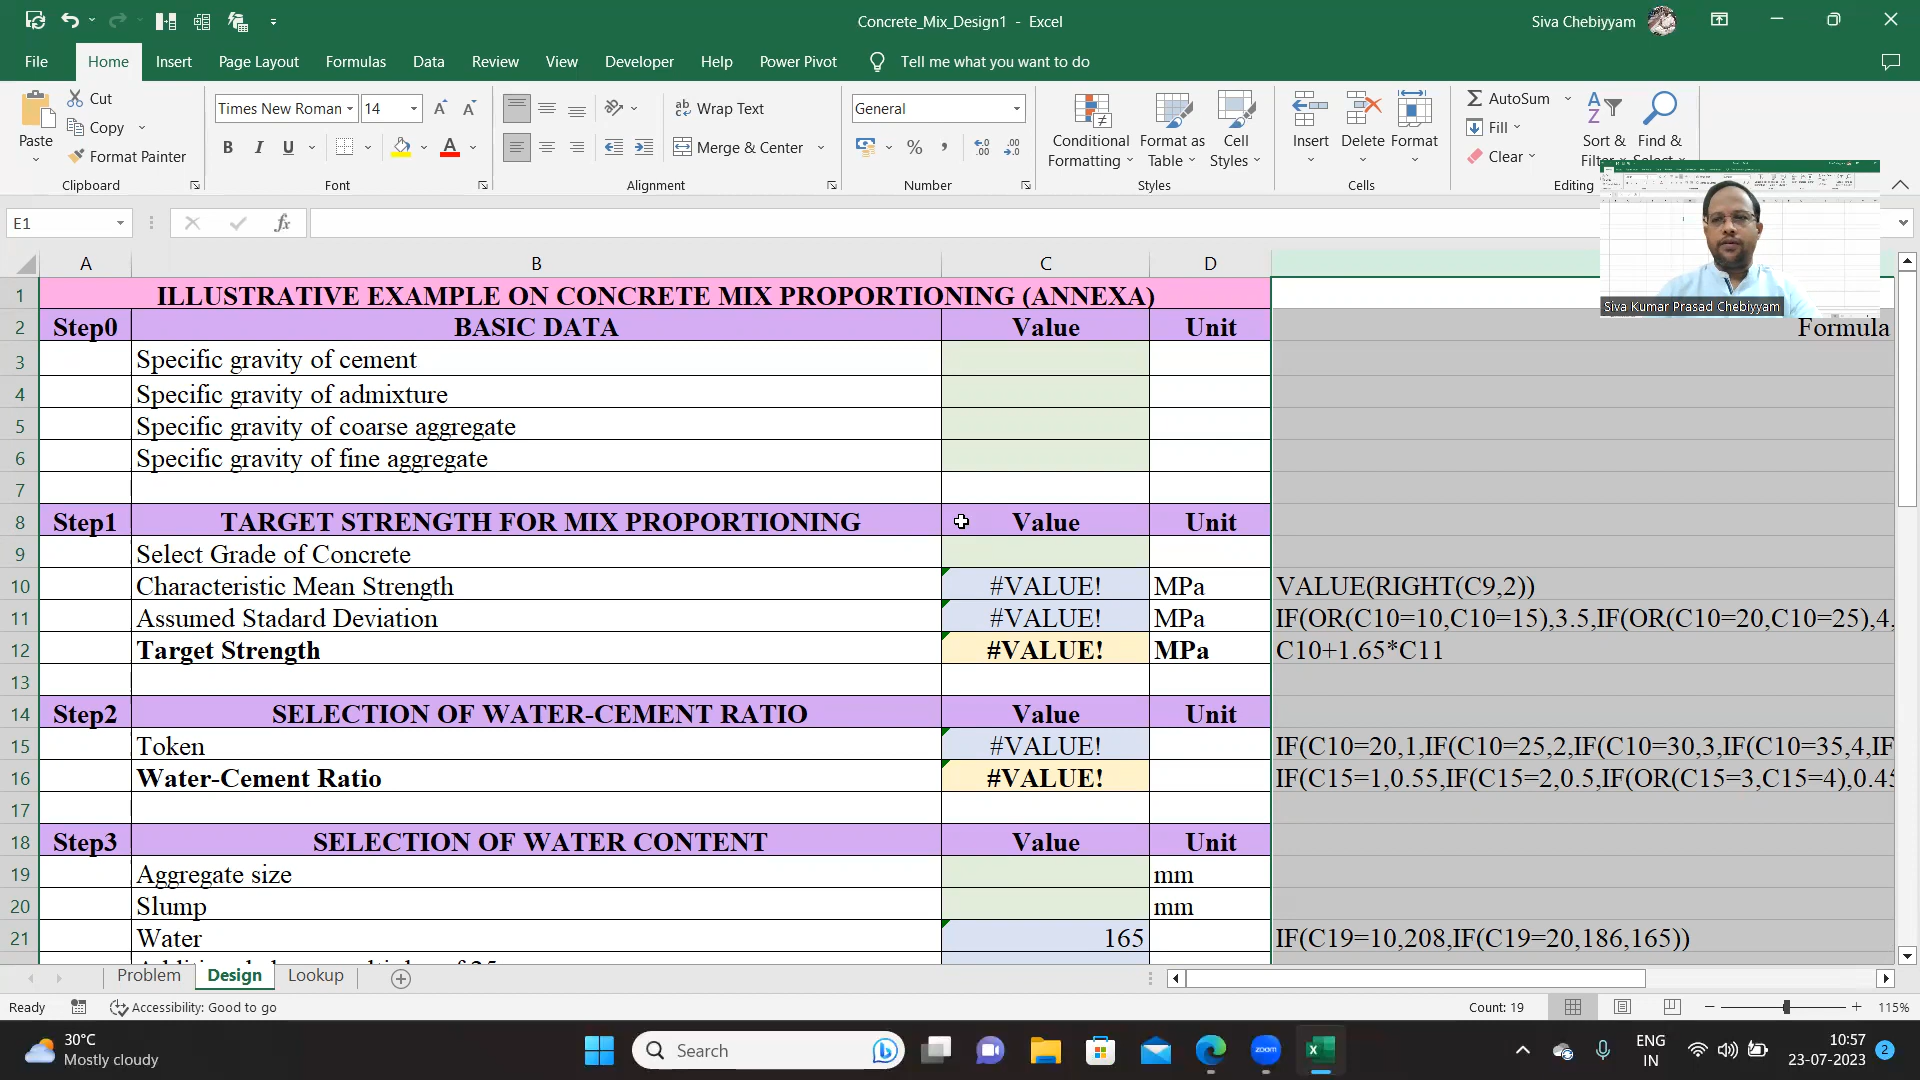 Concrete_Mix_Design1 - Excel
Siva Chebiyyam
File Home Insert Page Layout Formulas Data Review View Developer Help Power Pivot Tell me what you want to do
Paste
Cut
Copy
Format Painter
Clipboard
Times New Roman 14
B I U
Font
Wrap Text
Merge & Center
Alignment
General
Number
Conditional Formatting
Format as Table
Cell Styles
Styles
Insert
Delete
Format
Cells
AutoSum
Fill
Clear
Sort &
Find &
Editing
E1
fx
Siva Kumar Prasad Chebiyyam
A B C D
1 ILLUSTRATIVE EXAMPLE ON CONCRETE MIX PROPORTIONING (ANNEXA)
2 Step0 BASIC DATA Value Unit Formula
3 Specific gravity of cement
4 Specific gravity of admixture
5 Specific gravity of coarse aggregate
6 Specific gravity of fine aggregate
7
8 Step1 TARGET STRENGTH FOR MIX PROPORTIONING Value Unit
9 Select Grade of Concrete
10 Characteristic Mean Strength #VALUE! MPa VALUE(RIGHT(C9,2))
11 Assumed Stadard Deviation #VALUE! MPa IF(OR(C10=10,C10=15),3.5,IF(OR(C10=20,C10=25),4,
12 Target Strength #VALUE! MPa C10+1.65*C11
13
14 Step2 SELECTION OF WATER-CEMENT RATIO Value Unit
15 Token #VALUE! IF(C10=20,1,IF(C10=25,2,IF(C10=30,3,IF(C10=35,4,IF
16 Water-Cement Ratio #VALUE! IF(C15=1,0.55,IF(C15=2,0.5,IF(OR(C15=3,C15=4),0.45
17
18 Step3 SELECTION OF WATER CONTENT Value Unit
19 Aggregate size mm
20 Slump mm
21 Water 165 IF(C19=10,208,IF(C19=20,186,165))
Problem Design Lookup
Ready Accessibility: Good to go Count: 19 115%
30°C
Mostly cloudy
Search
zoom
ENG
IN
10:57
23-07-2023
2